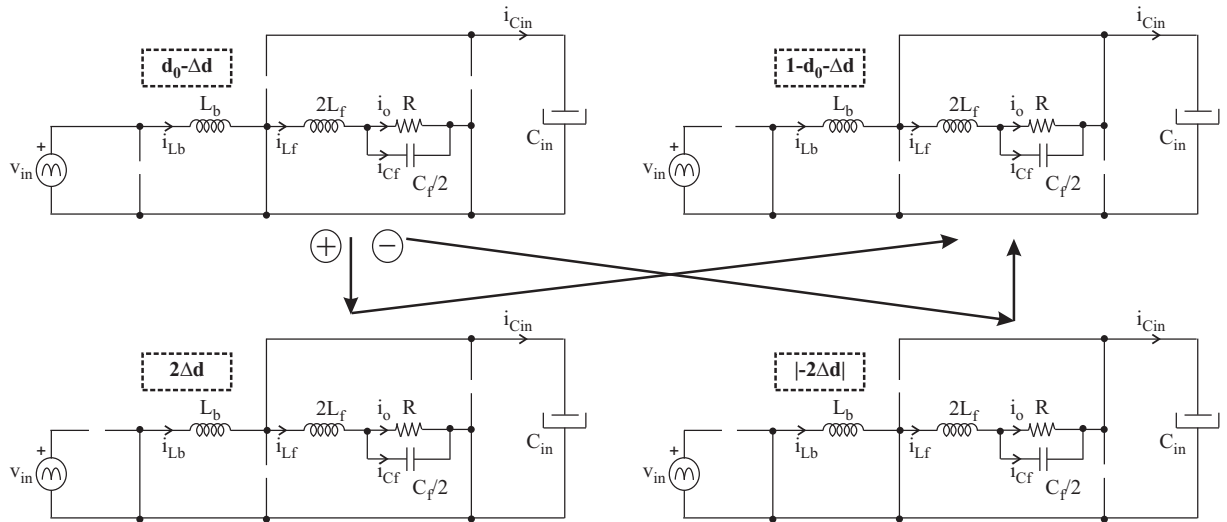 i_Cin
d₀-Δd
L_b
2L_f
i_o
R
i_Lb
i_Lf
i_Cf
C_f/2
C_in
v_in
+
i_Cin
1-d₀-Δd
L_b
2L_f
i_o
R
i_Lb
i_Lf
i_Cf
C_f/2
C_in
v_in
+
+
−
i_Cin
2Δd
L_b
2L_f
i_o
R
i_Lb
i_Lf
i_Cf
C_f/2
C_in
v_in
+
i_Cin
|-2Δd|
L_b
2L_f
i_o
R
i_Lb
i_Lf
i_Cf
C_f/2
C_in
v_in
+